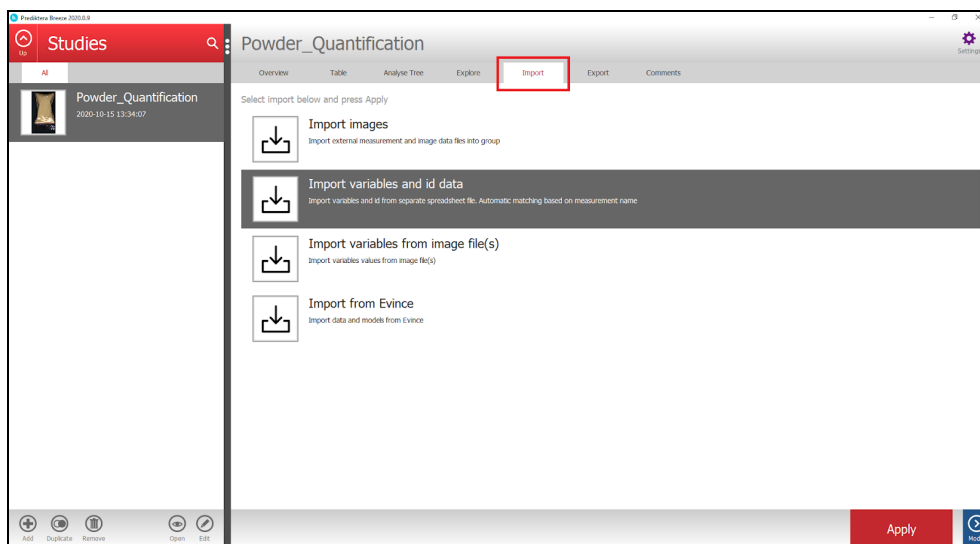 Prediktera Breeze 2020.0.9
Up
Studies
All
Powder_Quantification
2020-10-15 13:34:07
Powder_Quantification
Settings
Overview Table Analyse Tree Explore Import Export Comments
Select Import below and press Apply
Import images
Import external measurement and image data files into group
Import variables and id data
Import variables and id from separate spreadsheet file. Automatic matching based on measurement name
Import variables from image file(s)
Import variables values from image file(s)
Import from Evince
Import data and models from Evince
Add Duplicate Remove Open Edit
Apply